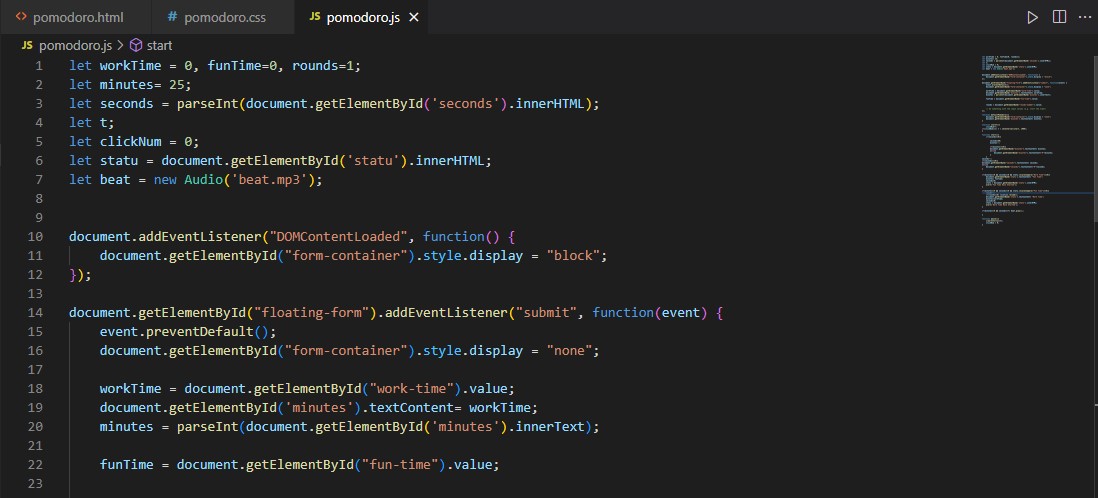 <> pomodoro.html
# pomodoro.css
JS pomodoro.js ×
JS pomodoro.js > start
1 let workTime = 0, funTime=0, rounds=1;
2 let minutes= 25;
3 let seconds = parseInt(document.getElementById('seconds').innerHTML);
4 let t;
5 let clickNum = 0;
6 let statu = document.getElementById('statu').innerHTML;
7 let beat = new Audio('beat.mp3');
8
9
10 document.addEventListener("DOMContentLoaded", function() {
11     document.getElementById("form-container").style.display = "block";
12 });
13
14 document.getElementById("floating-form").addEventListener("submit", function(event) {
15     event.preventDefault();
16     document.getElementById("form-container").style.display = "none";
17
18     workTime = document.getElementById("work-time").value;
19     document.getElementById('minutes').textContent= workTime;
20     minutes = parseInt(document.getElementById('minutes').innerText);
21
22     funTime = document.getElementById("fun-time").value;
23